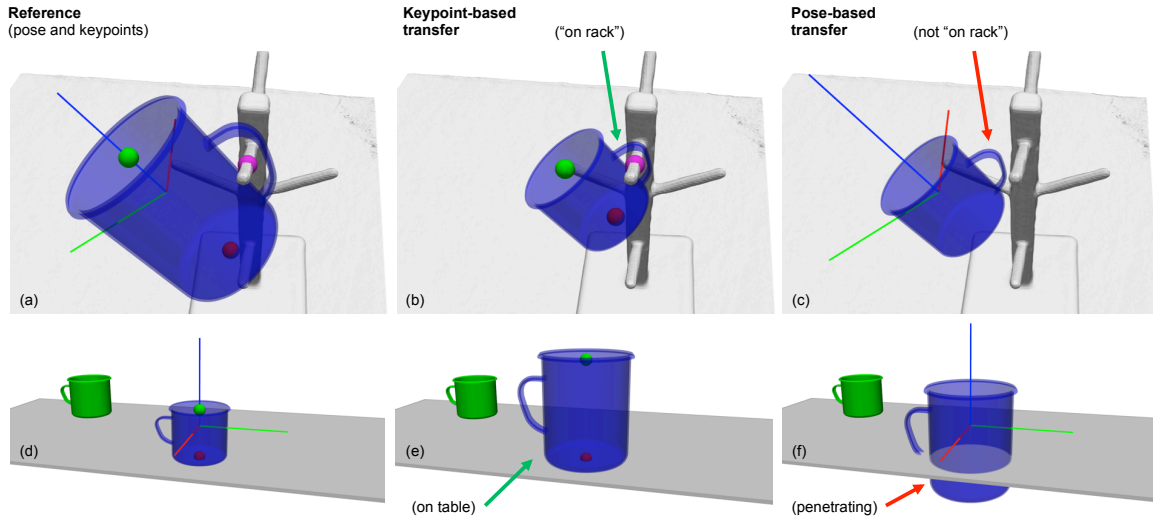 Reference
(pose and keypoints)
Keypoint-based
transfer
(“on rack”)
Pose-based
transfer
(not “on rack”)
(a)
(b)
(c)
(d)
(e)
(on table)
(f)
(penetrating)